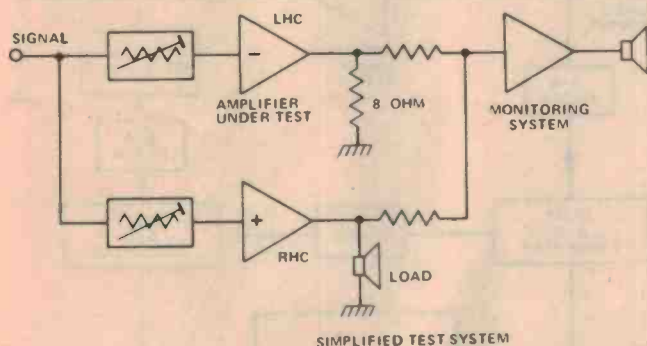 SIGNAL
LHC
−
AMPLIFIER
UNDER TEST
8 OHM
MONITORING
SYSTEM
+
RHC
LOAD
SIMPLIFIED TEST SYSTEM